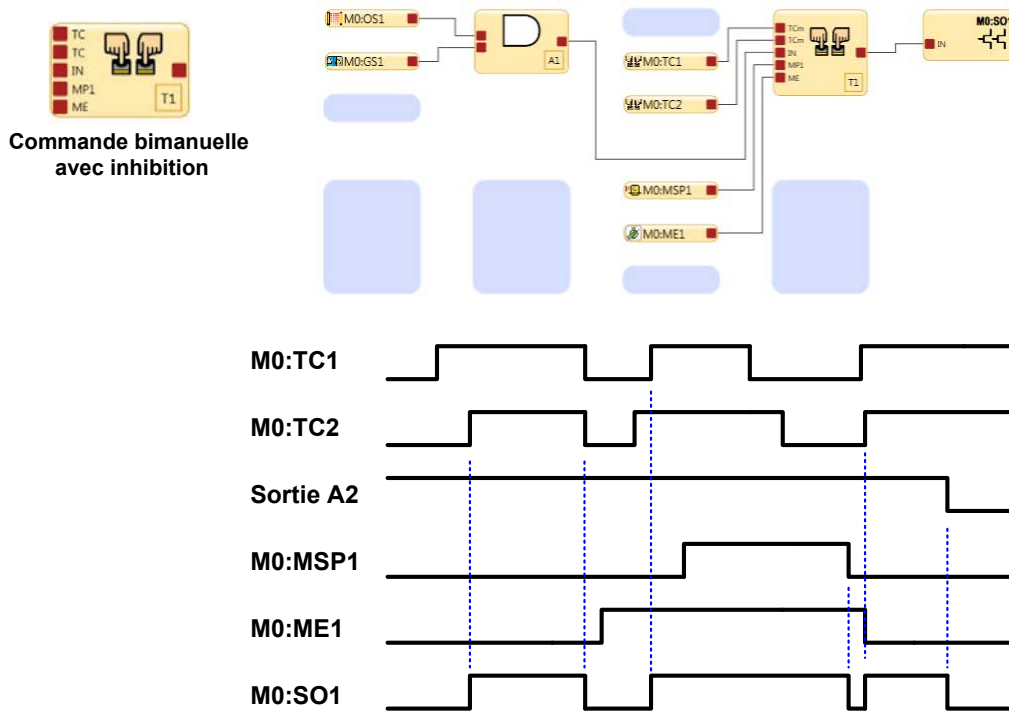 TC
TC
IN
MP1
ME
T1
Commande bimanuelle
avec inhibition
M0:OS1
M0:GS1
A1
M0:TC1
M0:TC2
M0:MSP1
M0:ME1
TCm
TCm
IN
MP1
ME
T1
M0:SO1
IN
M0:TC1
M0:TC2
Sortie A2
M0:MSP1
M0:ME1
M0:SO1